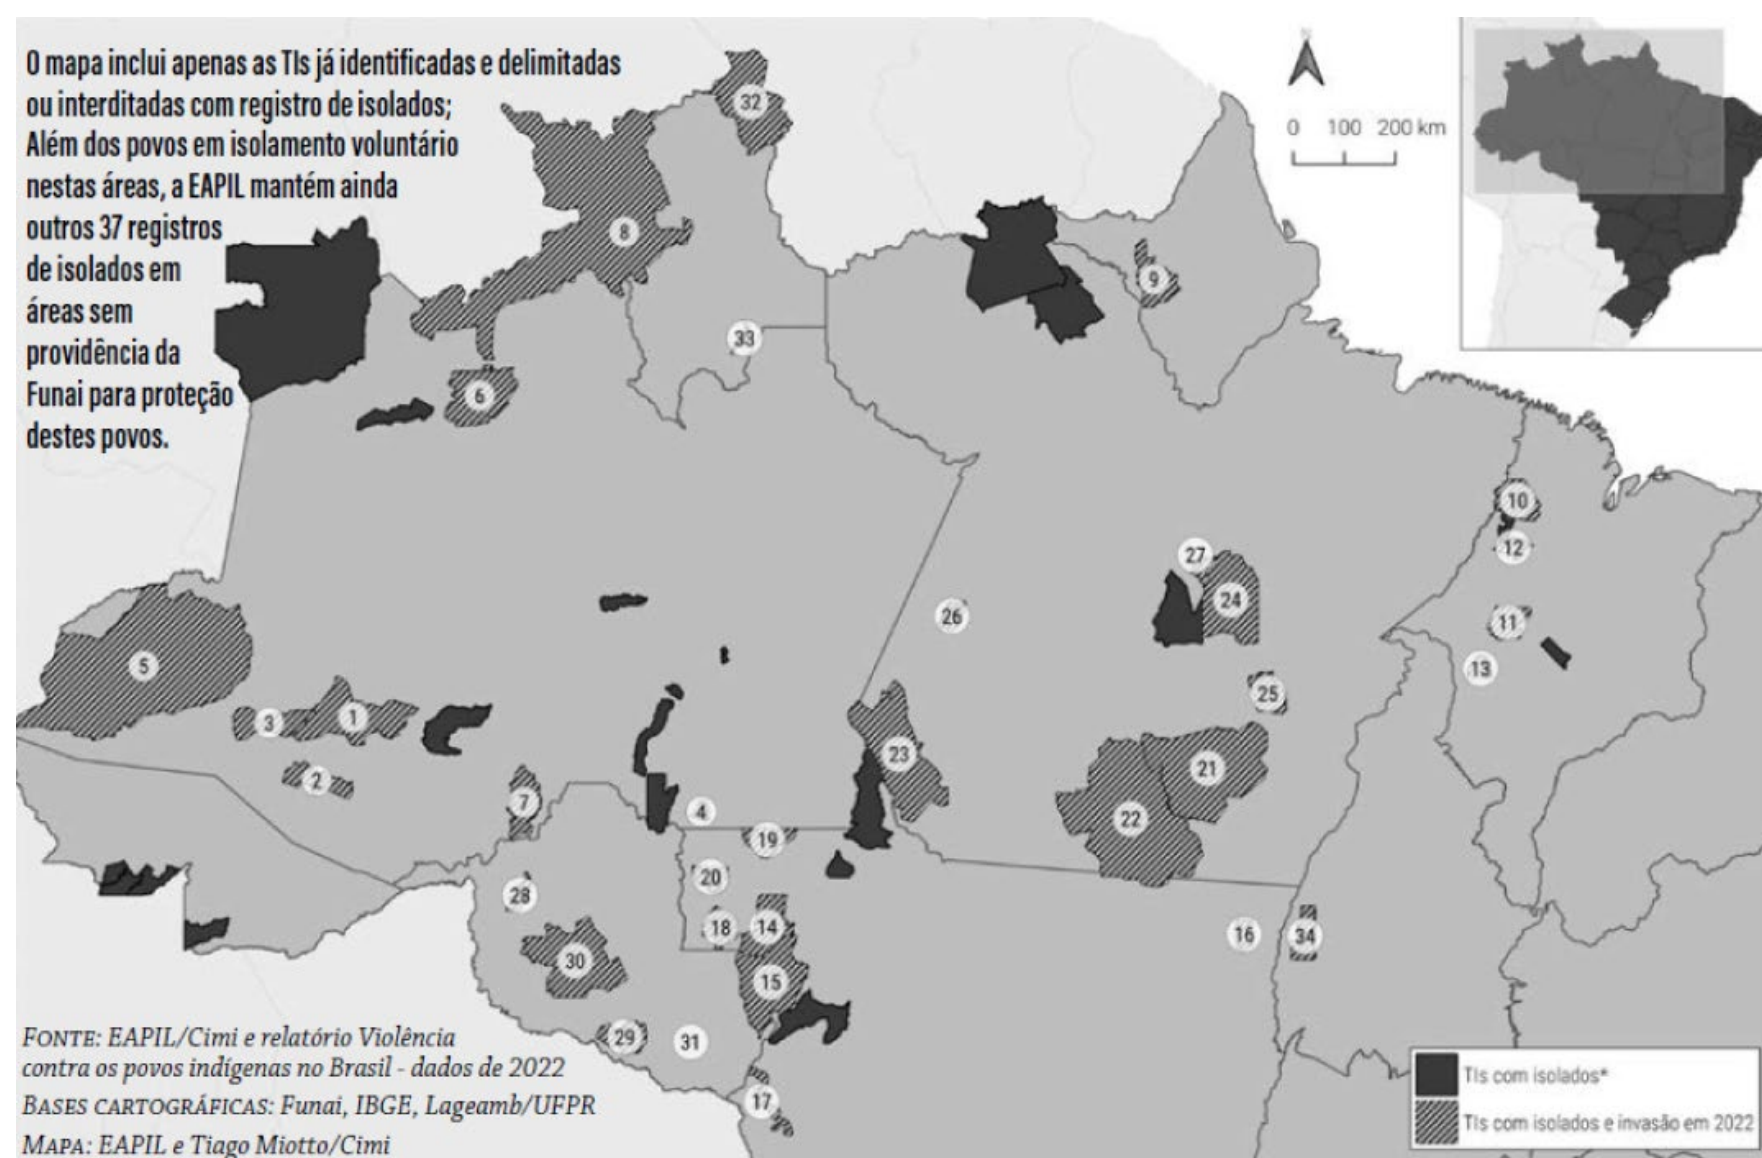 O mapa inclui apenas as TIs já identificadas e delimitadas
ou interditadas com registro de isolados;
Além dos povos em isolamento voluntário
nestas áreas, a EAPIL mantém ainda
outros 37 registros
de isolados em
áreas sem
providência da
Funai para proteção
destes povos.
N
0 100 200 km
32
8
9
33
6
10
12
27
24
26
11
13
5
25
3
1
23
21
2
7
4
22
19
20
28
18
14
16
34
30
15
29
31
17
FONTE: EAPIL/Cimi e relatório Violência
contra os povos indígenas no Brasil - dados de 2022
BASES CARTOGRÁFICAS: Funai, IBGE, Lageamb/UFPR
MAPA: EAPIL e Tiago Miotto/Cimi
TIs com isolados*
TIs com isolados e invasão em 2022